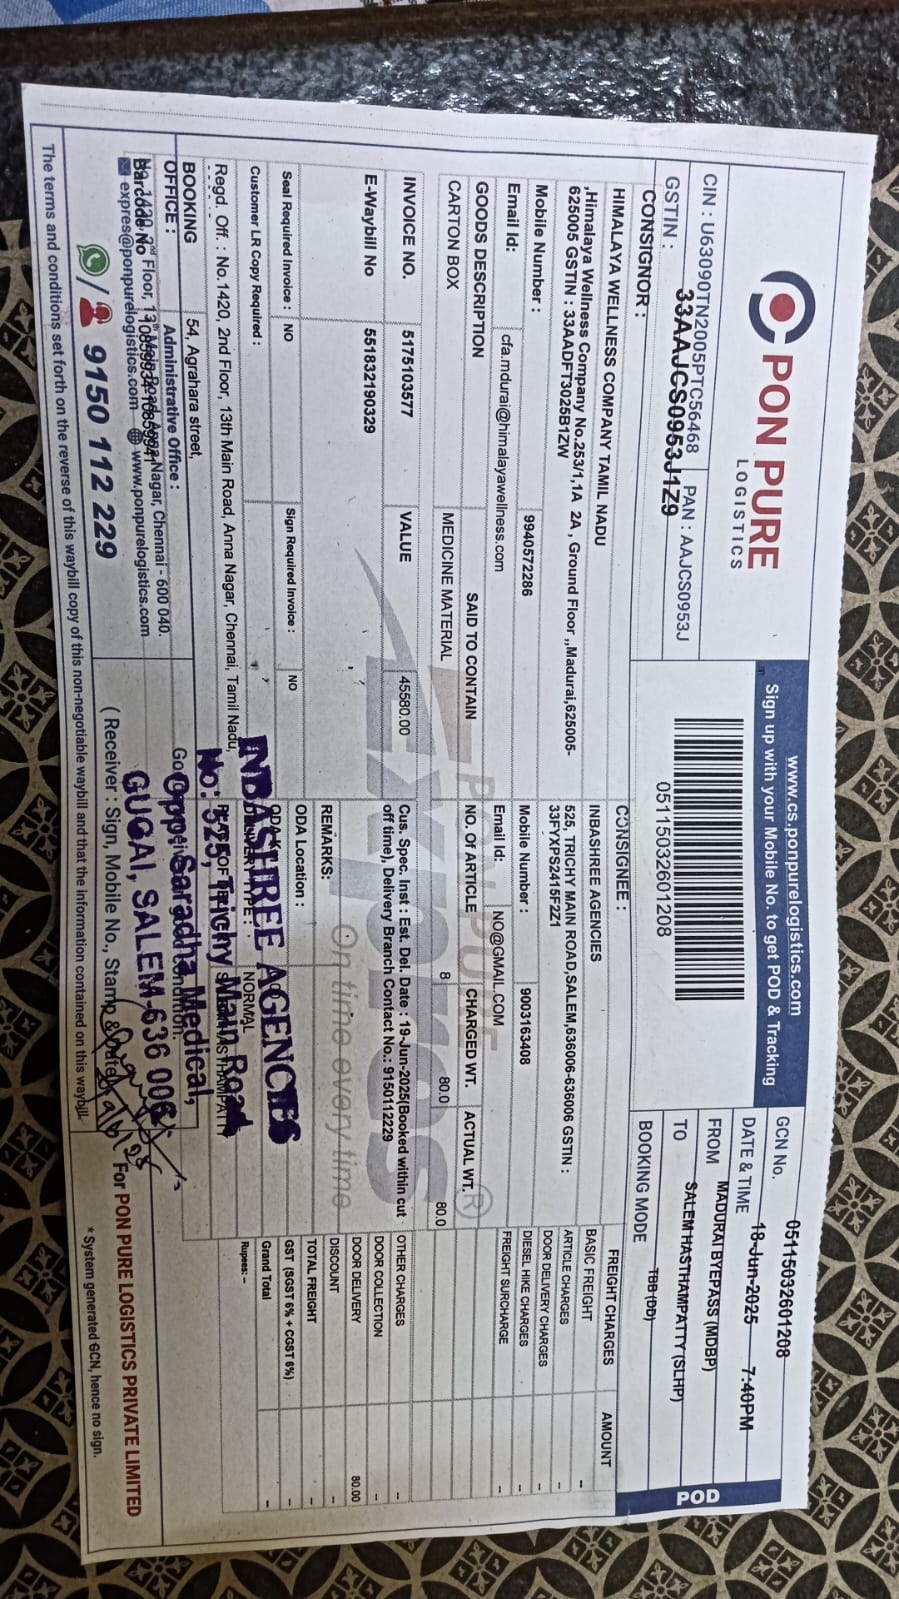 PON PURE
LOGISTICS
CIN : U63090TN2005PTC56468
PAN : AAJCS0953J
GSTIN :
33AAJCS0953J1Z9
www.cs.ponpurelogistics.com
Sign up with your Mobile No. to get POD & Tracking
05115032601208
GCN No. 05115032601208
DATE & TIME 18-Jun-2025 7:40PM
FROM MADURAI BYEPASS (MDBP)
TO SALEM HASTHAMPATTY (SLHP)
BOOKING MODE TBB (DD)
POD
CONSIGNOR :
HIMALAYA WELLNESS COMPANY TAMIL NADU
,Himalaya Wellness Company No.253/1,1A 2A , Ground Floor ,,Madurai,625005-
625005 GSTIN : 33AADFT3025B1ZW
Mobile Number : 9940572286
Email Id: cfa.mdurai@himalayawellness.com
CONSIGNEE :
INBASHREE AGENCIES
525, TRICHY MAIN ROAD,SALEM,636006-636006 GSTIN :
33FYXPS2415F2Z1
Mobile Number : 9003163408
Email Id: NO@GMAIL.COM
GOODS DESCRIPTION SAID TO CONTAIN NO. OF ARTICLE CHARGED WT. ACTUAL WT.
CARTON BOX MEDICINE MATERIAL 8 80.0 80.0
INVOICE NO. 5175103577 VALUE 45580.00
E-Waybill No 551832190329
Cus. Spec. Inst : Est. Del. Date : 19-Jun-2025(Booked within cut
off time), Delivery Branch Contact No.: 9150112229
REMARKS:
ODA Location :
NORMAL
PON PURE
EXPRES
On time every time
R
FREIGHT CHARGES AMOUNT
BASIC FREIGHT -
ARTICLE CHARGES -
DOOR DELIVERY CHARGES -
DIESEL HIKE CHARGES -
FREIGHT SURCHARGE -
OTHER CHARGES -
DOOR COLLECTION -
DOOR DELIVERY 80.00
DISCOUNT -
TOTAL FREIGHT -
GST (SGST 6% + CGST 6%) -
Grand Total -
Rupees: -
Seal Required Invoice : NO Sign Required Invoice : NO
Customer LR Copy Required :
Regd. Off. : No.1420, 2nd Floor, 13th Main Road, Anna Nagar, Chennai, Tamil Nadu,
BOOKING
OFFICE :
54, Agrahara street,
Administrative Office :
No. 1420, 2nd Floor, 13th Main Road, Anna Nagar, Chennai - 600 040.
Barcode No
expres@ponpurelogistics.com www.ponpurelogistics.com
9150 112 229
INBASHREE AGENCIES
No: 525, Trichy Main Road
Opp: Saradha Medical,
GUGAI, SALEM-636 006.
( Receiver : Sign, Mobile No., Stamp & Date )
For PON PURE LOGISTICS PRIVATE LIMITED
The terms and conditions set forth on the reverse of this waybill copy of this non-negotiable waybill and that the information contained on this waybill.
* System generated GCN, hence no sign.